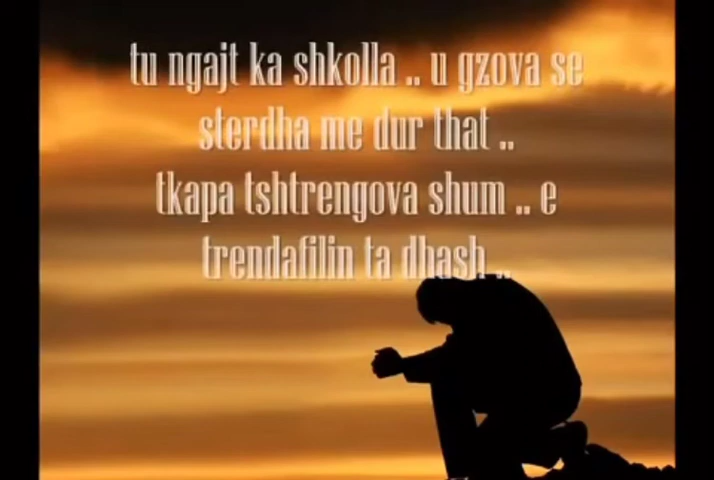 tu ngajt ka shkolla .. u gzova se
sterdha me dur that ..
tkapa tshtrengova shum .. e
trendafilin ta dhash ..